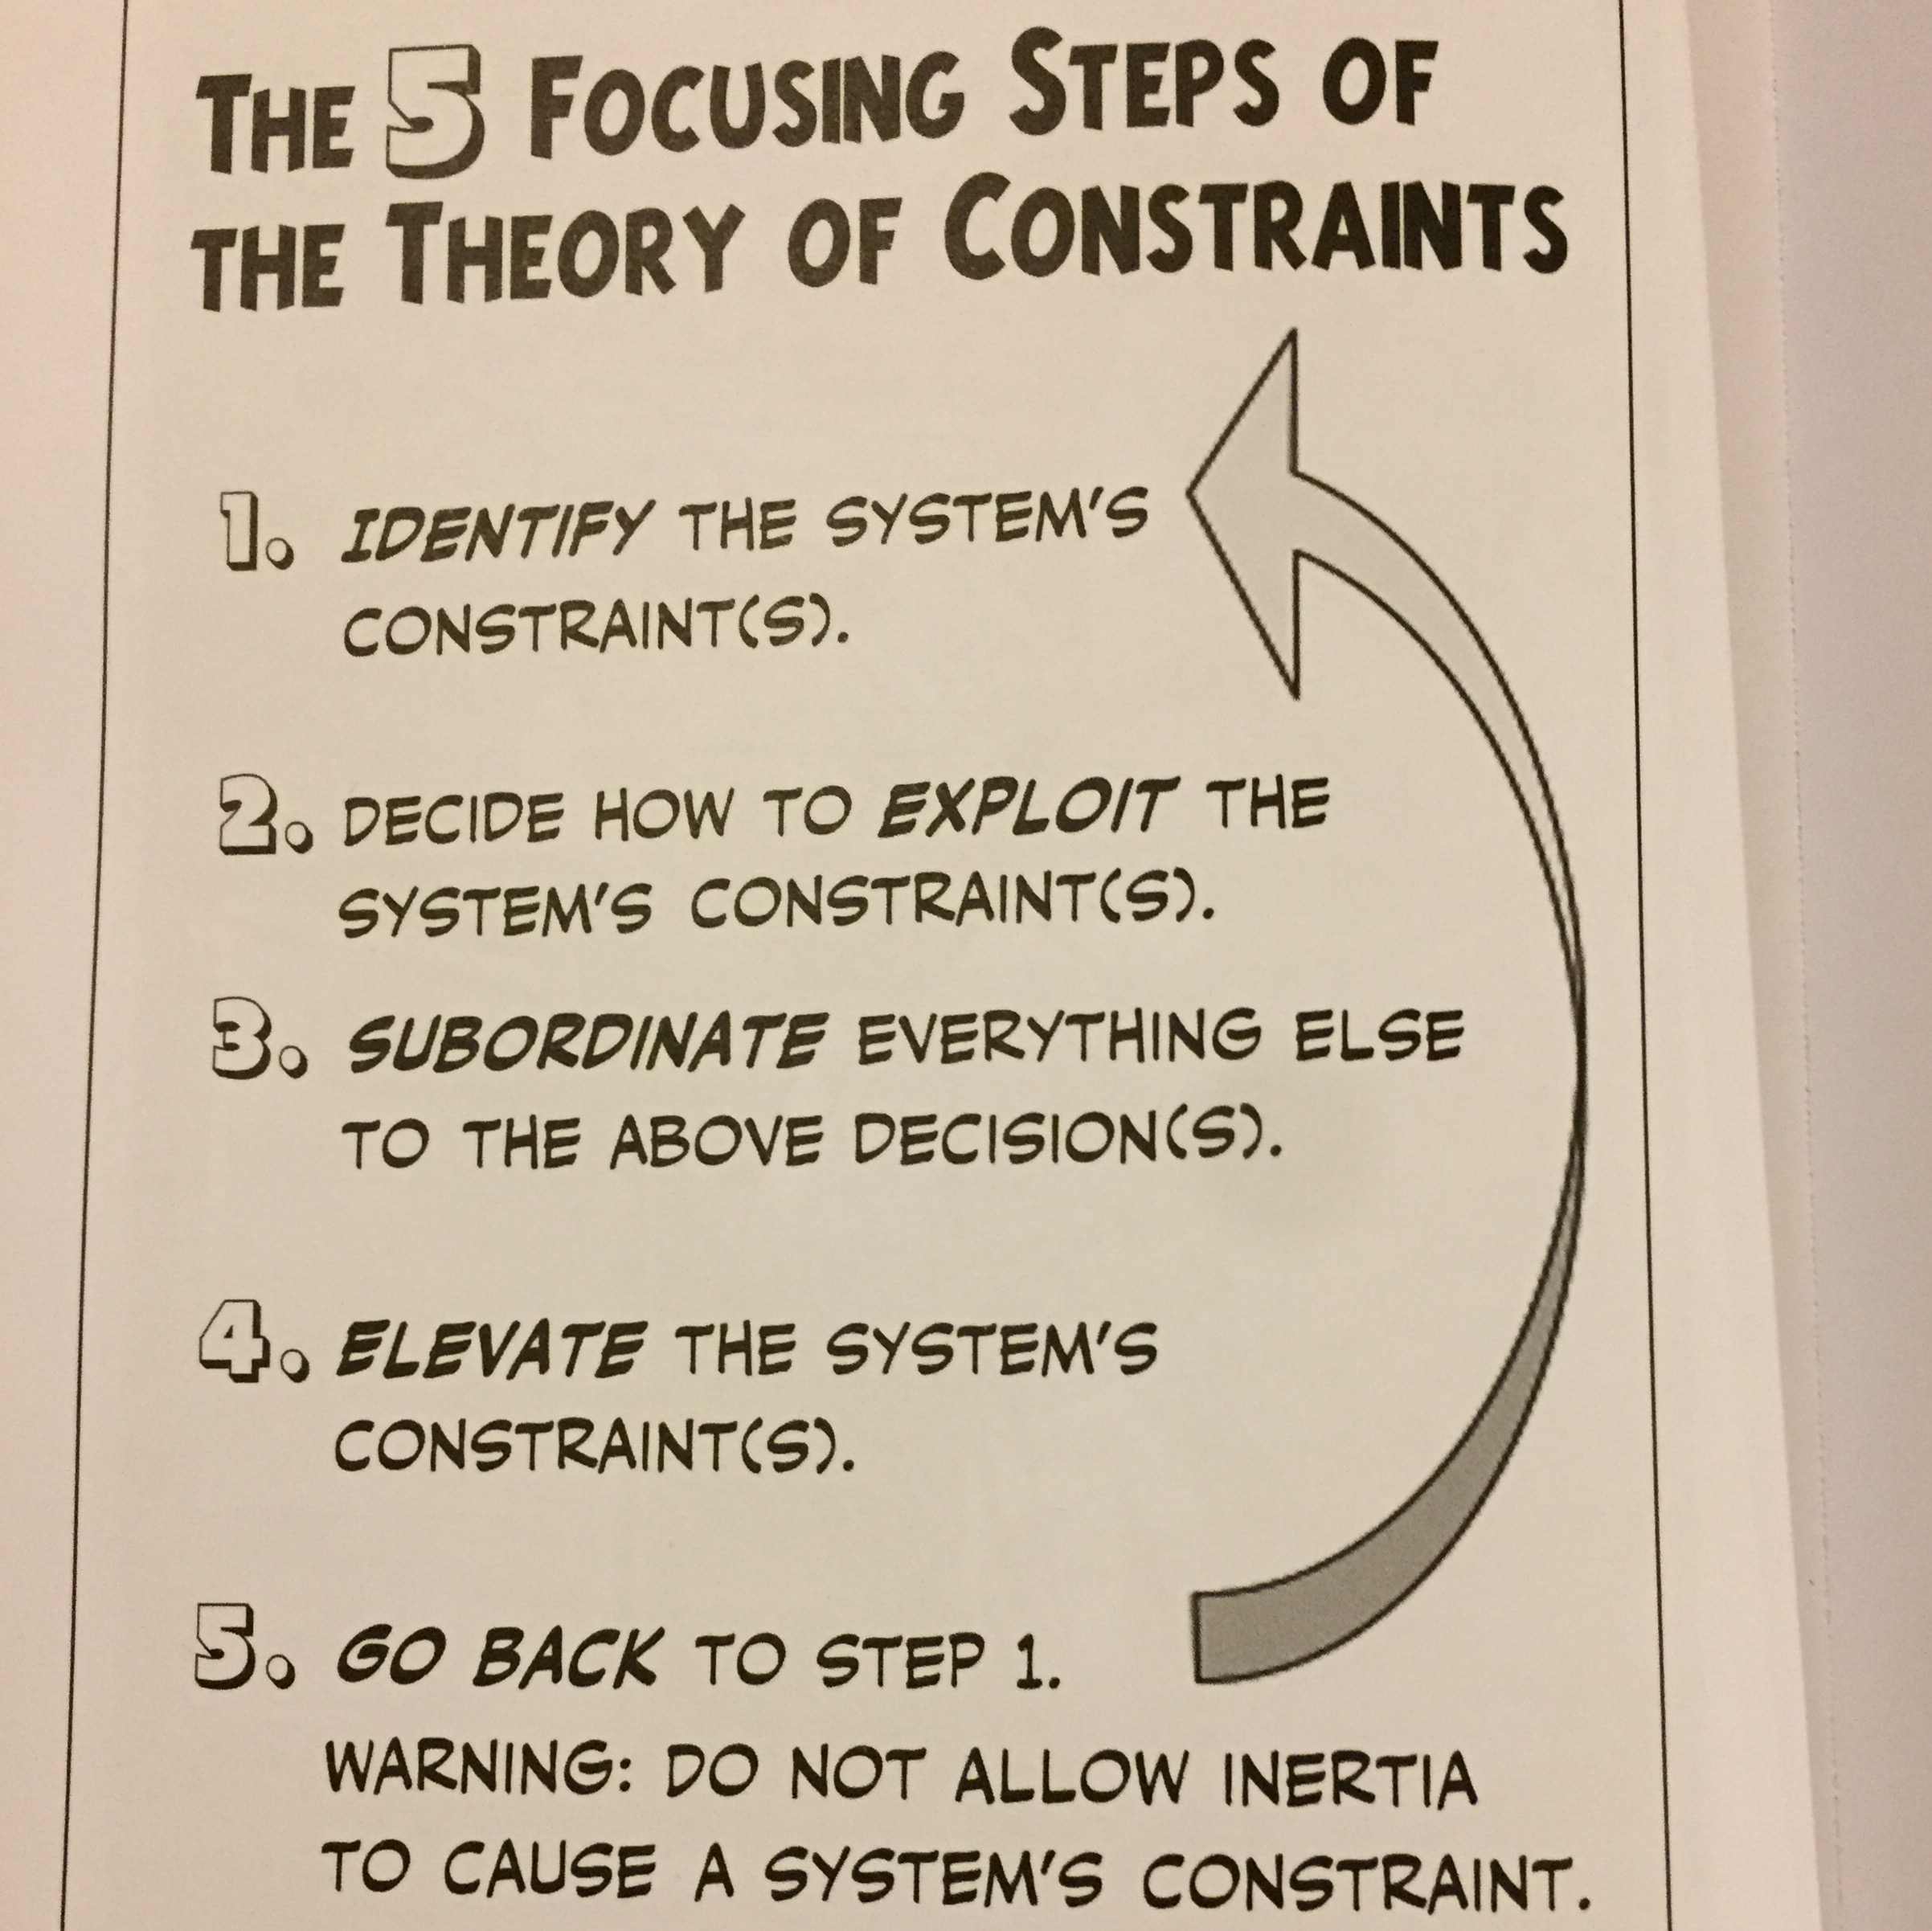 THE 5 FOCUSING STEPS OF
THE THEORY OF CONSTRAINTS
1. IDENTIFY THE SYSTEM'S
CONSTRAINT(S).
2. DECIDE HOW TO EXPLOIT THE
SYSTEM'S CONSTRAINT(S).
3. SUBORDINATE EVERYTHING ELSE
TO THE ABOVE DECISION(S).
4. ELEVATE THE SYSTEM'S
CONSTRAINT(S).
5. GO BACK TO STEP 1.
WARNING: DO NOT ALLOW INERTIA
TO CAUSE A SYSTEM'S CONSTRAINT.